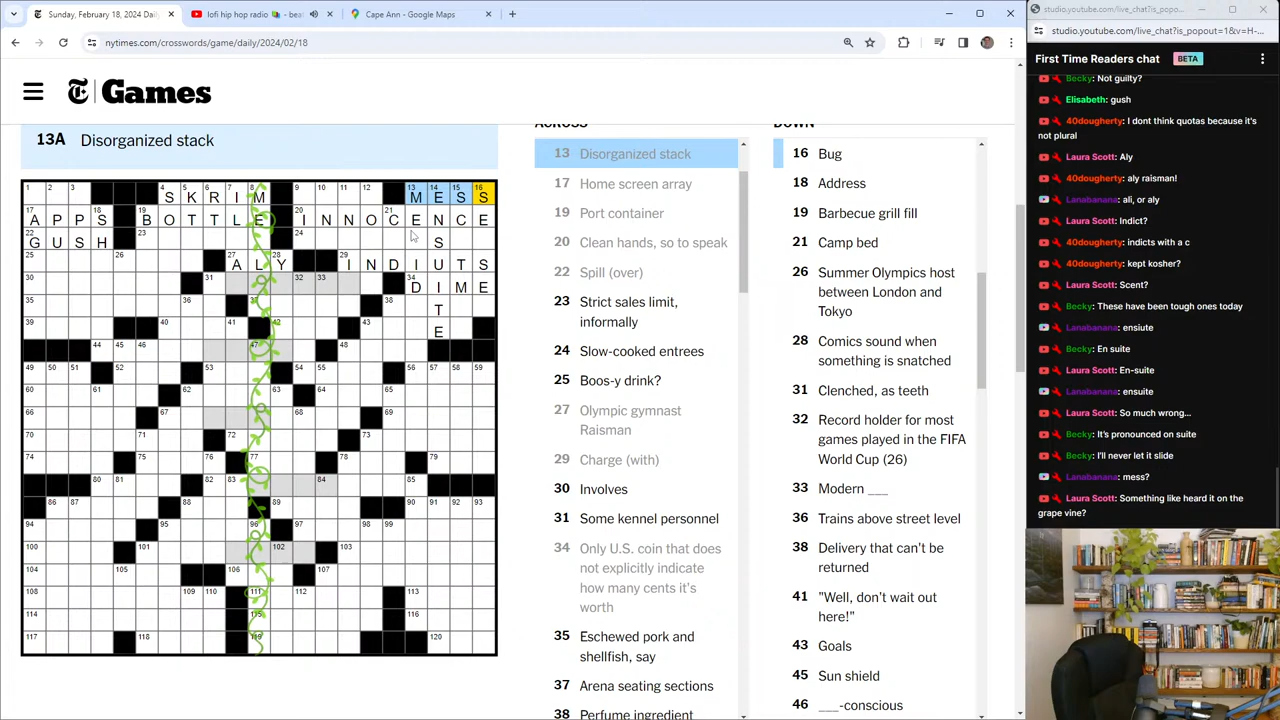 Sunday, February 18, 2024 Daily
lofi hip hop radio - beat
Cape Ann - Google Maps
studio.youtube.com/live_chat?is_popout=1&v=H-...
nytimes.com/crosswords/game/daily/2024/02/18
studio.youtube.com/live_chat?is_popout=1&v=H-...
Games
13A Disorganized stack
ACROSS
13 Disorganized stack
17 Home screen array
19 Port container
20 Clean hands, so to speak
22 Spill (over)
23 Strict sales limit,
informally
24 Slow-cooked entrees
25 Boos-y drink?
27 Olympic gymnast
Raisman
29 Charge (with)
30 Involves
31 Some kennel personnel
34 Only U.S. coin that does
not explicitly indicate
how many cents it's
worth
35 Eschewed pork and
shellfish, say
37 Arena seating sections
38 Perfume ingredient
DOWN
16 Bug
18 Address
19 Barbecue grill fill
21 Camp bed
26 Summer Olympics host
between London and
Tokyo
28 Comics sound when
something is snatched
31 Clenched, as teeth
32 Record holder for most
games played in the FIFA
World Cup (26)
33 Modern ___
36 Trains above street level
38 Delivery that can't be
returned
41 "Well, don't wait out
here!"
43 Goals
45 Sun shield
46 ___-conscious
First Time Readers chat BETA
Becky: Not guilty?
Elisabeth: gush
40dougherty: I dont think quotas because it's
not plural
Laura Scott: Aly
40dougherty: aly raisman!
Lanabanana: ali, or aly
Laura Scott: Indict?
40dougherty: indicts with a c
40dougherty: kept kosher?
Laura Scott: Scent?
Becky: These have been tough ones today
Lanabanana: ensiute
Becky: En suite
Laura Scott: En-suite
Lanabanana: ensuite
Laura Scott: So much wrong...
Becky: It's pronounced on suite
Becky: I'll never let it slide
Lanabanana: mess?
Laura Scott: Something like heard it on the
grape vine?